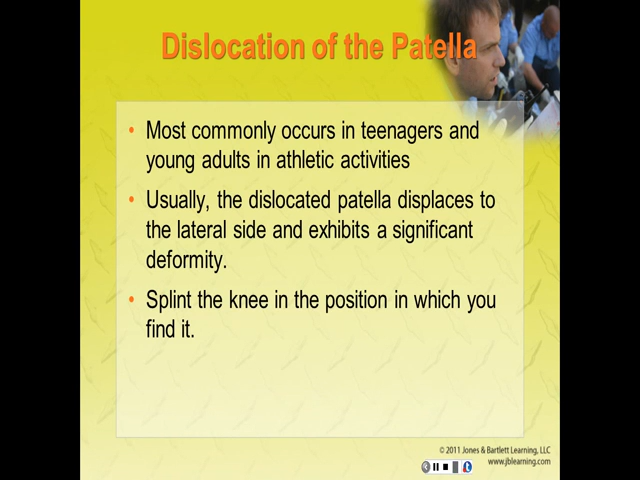 Dislocation of the Patella
• Most commonly occurs in teenagers and
young adults in athletic activities
• Usually, the dislocated patella displaces to
the lateral side and exhibits a significant
deformity.
• Splint the knee in the position in which you
find it.
© 2011 Jones & Bartlett Learning, LLC
www.jblearning.com